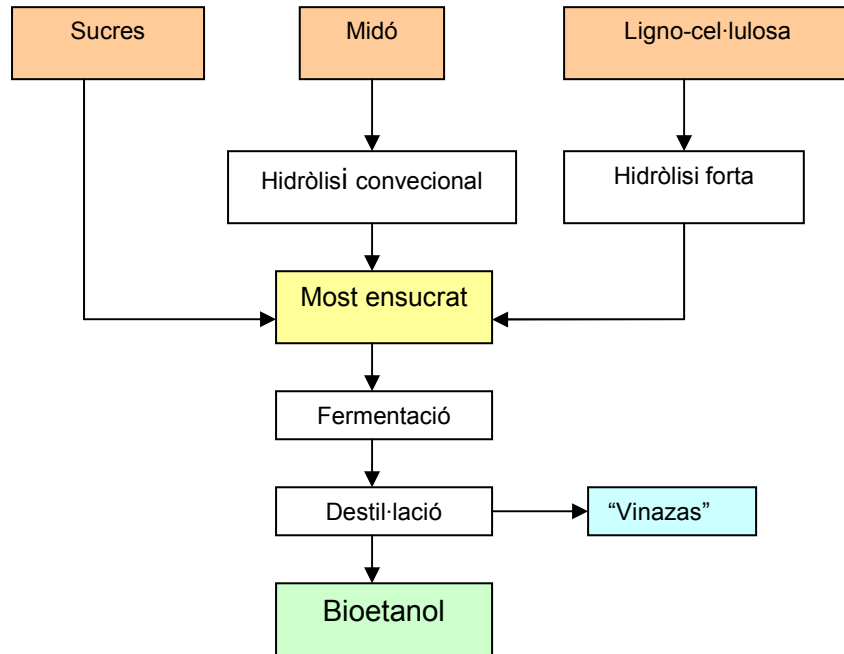 Sucres
Midó
Ligno-cel·lulosa
Hidròlisi convecional
Hidròlisi forta
Most ensucrat
Fermentació
Destil·lació
“Vinazas”
Bioetanol